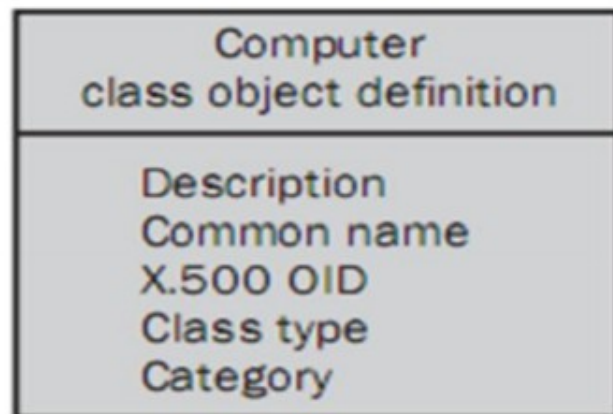 Computer
class object definition
Description
Common name
X.500 OID
Class type
Category